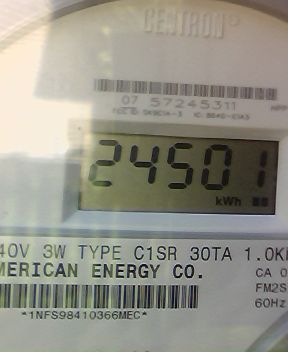 CENTRON®
07 57245311
24501
kWh
40V 3W TYPE C1SR 30TA 1.0K
MERICAN ENERGY CO.
CA 0
FM2S
60Hz
*1NFS98410366MEC*